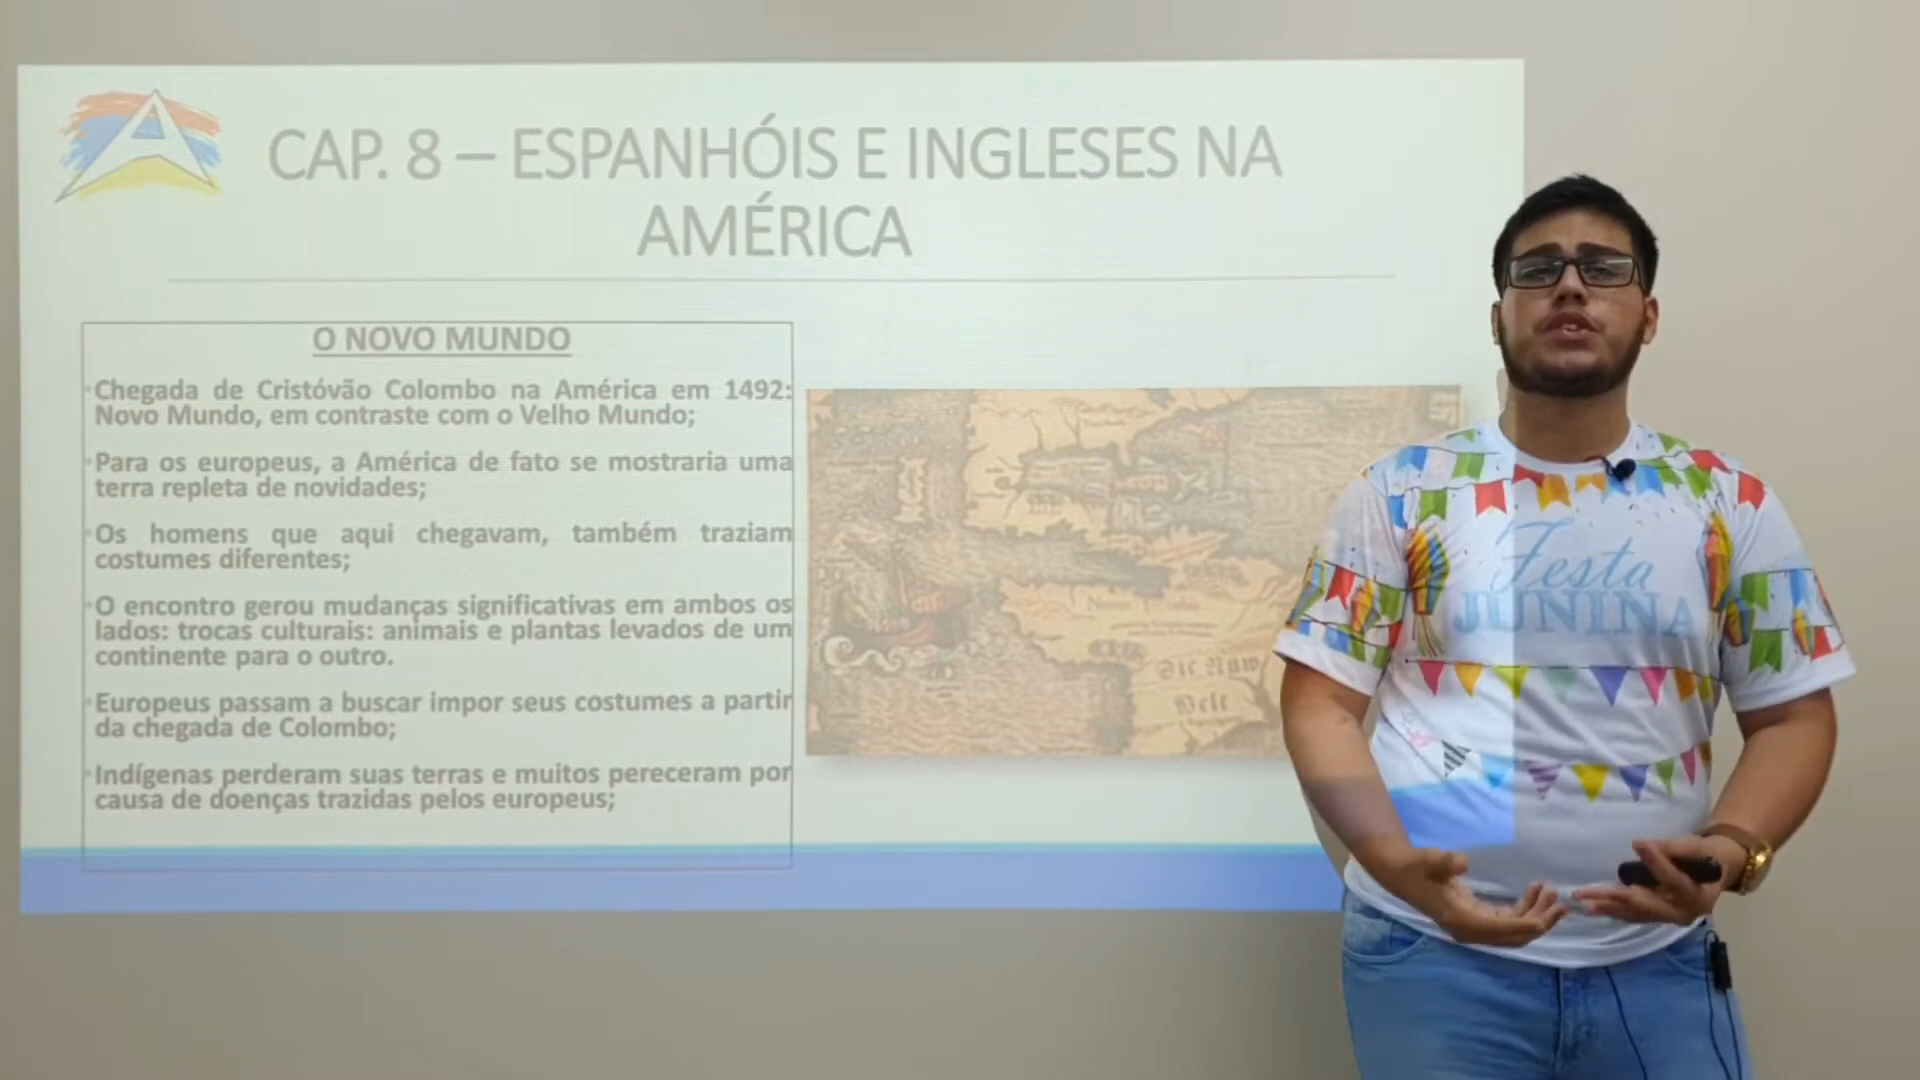 CAP. 8 – ESPANHÓIS E INGLESES NA
AMÉRICA
O NOVO MUNDO
Chegada de Cristóvão Colombo na América em 1492:
Novo Mundo, em contraste com o Velho Mundo;
Para os europeus, a América de fato se mostraria uma
terra repleta de novidades;
Os homens que aqui chegavam, também traziam
costumes diferentes;
O encontro gerou mudanças significativas em ambos os
lados: trocas culturais: animais e plantas levados de um
continente para o outro.
Europeus passam a buscar impor seus costumes a partir
da chegada de Colombo;
Indígenas perderam suas terras e muitos pereceram por
causa de doenças trazidas pelos europeus;
Festa
JUNINA